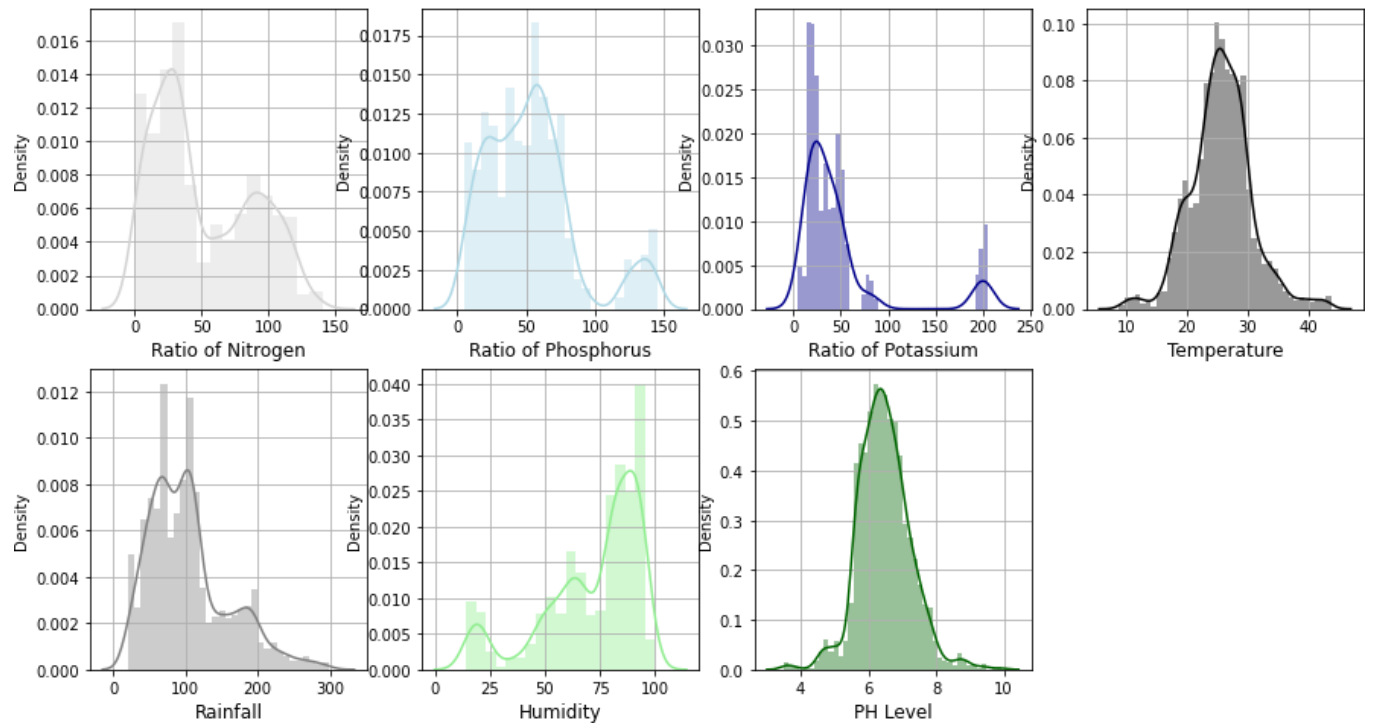 Density
0.016
0.014
0.012
0.010
0.008
0.006
0.004
0.002
0.000
0 50 100 150
Ratio of Nitrogen
Density
0.0175
0.0150
0.0125
0.0100
0.0075
0.0050
0.0025
0.0000
0 50 100 150
Ratio of Phosphorus
Density
0.030
0.025
0.020
0.015
0.010
0.005
0.000
0 50 100 150 200 250
Ratio of Potassium
Density
0.10
0.08
0.06
0.04
0.02
0.00
10 20 30 40
Temperature
Density
0.012
0.010
0.008
0.006
0.004
0.002
0.000
0 100 200 300
Rainfall
Density
0.040
0.035
0.030
0.025
0.020
0.015
0.010
0.005
0.000
0 25 50 75 100
Humidity
Density
0.6
0.5
0.4
0.3
0.2
0.1
0.0
4 6 8 10
PH Level